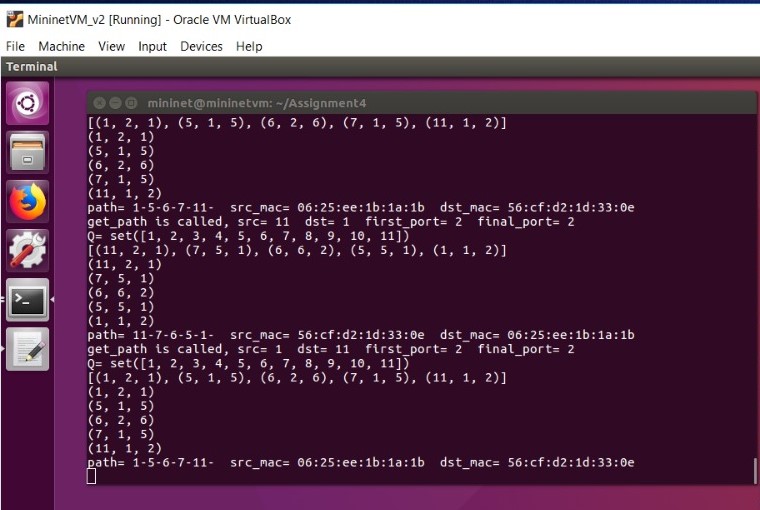 MininetVM_v2 [Running] - Oracle VM VirtualBox
File Machine View Input Devices Help
Terminal
mininet@mininetvm: ~/Assignment4
[(1, 2, 1), (5, 1, 5), (6, 2, 6), (7, 1, 5), (11, 1, 2)]
(1, 2, 1)
(5, 1, 5)
(6, 2, 6)
(7, 1, 5)
(11, 1, 2)
path= 1-5-6-7-11-  src_mac= 06:25:ee:1b:1a:1b  dst_mac= 56:cf:d2:1d:33:0e
get_path is called, src= 11  dst= 1  first_port= 2  final_port= 2
Q= set([1, 2, 3, 4, 5, 6, 7, 8, 9, 10, 11])
[(11, 2, 1), (7, 5, 1), (6, 6, 2), (5, 5, 1), (1, 1, 2)]
(11, 2, 1)
(7, 5, 1)
(6, 6, 2)
(5, 5, 1)
(1, 1, 2)
path= 11-7-6-5-1-  src_mac= 56:cf:d2:1d:33:0e  dst_mac= 06:25:ee:1b:1a:1b
get_path is called, src= 1  dst= 11  first_port= 2  final_port= 2
Q= set([1, 2, 3, 4, 5, 6, 7, 8, 9, 10, 11])
[(1, 2, 1), (5, 1, 5), (6, 2, 6), (7, 1, 5), (11, 1, 2)]
(1, 2, 1)
(5, 1, 5)
(6, 2, 6)
(7, 1, 5)
(11, 1, 2)
path= 1-5-6-7-11-  src_mac= 06:25:ee:1b:1a:1b  dst_mac= 56:cf:d2:1d:33:0e